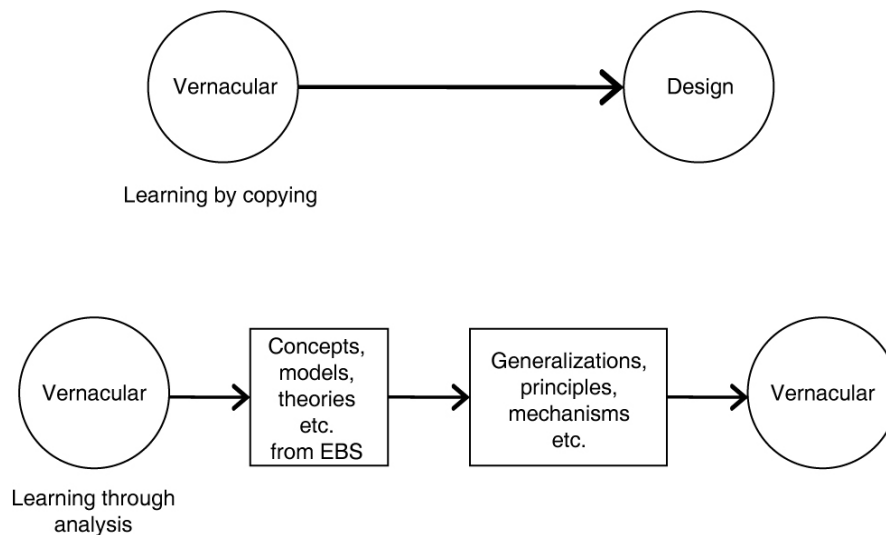 Vernacular
Design
Learning by copying
Vernacular
Concepts,
models,
theories
etc.
from EBS
Generalizations,
principles,
mechanisms
etc.
Vernacular
Learning through
analysis